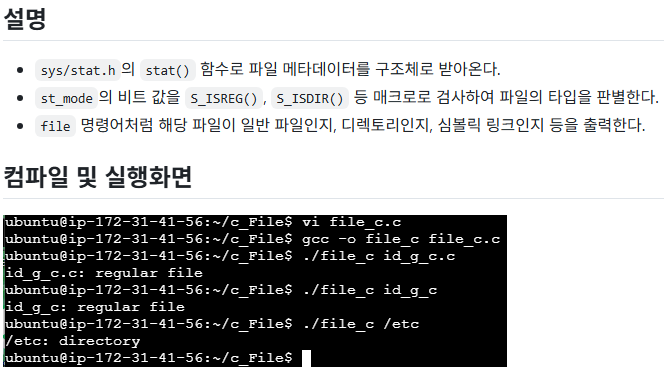 설명
sys/stat.h의 stat() 함수로 파일 메타데이터를 구조체로 받아온다.
st_mode의 비트 값을 S_ISREG(), S_ISDIR() 등 매크로로 검사하여 파일의 타입을 판별한다.
file 명령어처럼 해당 파일이 일반 파일인지, 디렉토리인지, 심볼릭 링크인지 등을 출력한다.
컴파일 및 실행화면
ubuntu@ip-172-31-41-56:~/c_File$ vi file_c.c
ubuntu@ip-172-31-41-56:~/c_File$ gcc -o file_c file_c.c
ubuntu@ip-172-31-41-56:~/c_File$ ./file_c id_g_c.c
id_g_c.c: regular file
ubuntu@ip-172-31-41-56:~/c_File$ ./file_c id_g_c
id_g_c: regular file
ubuntu@ip-172-31-41-56:~/c_File$ ./file_c /etc
/etc: directory
ubuntu@ip-172-31-41-56:~/c_File$